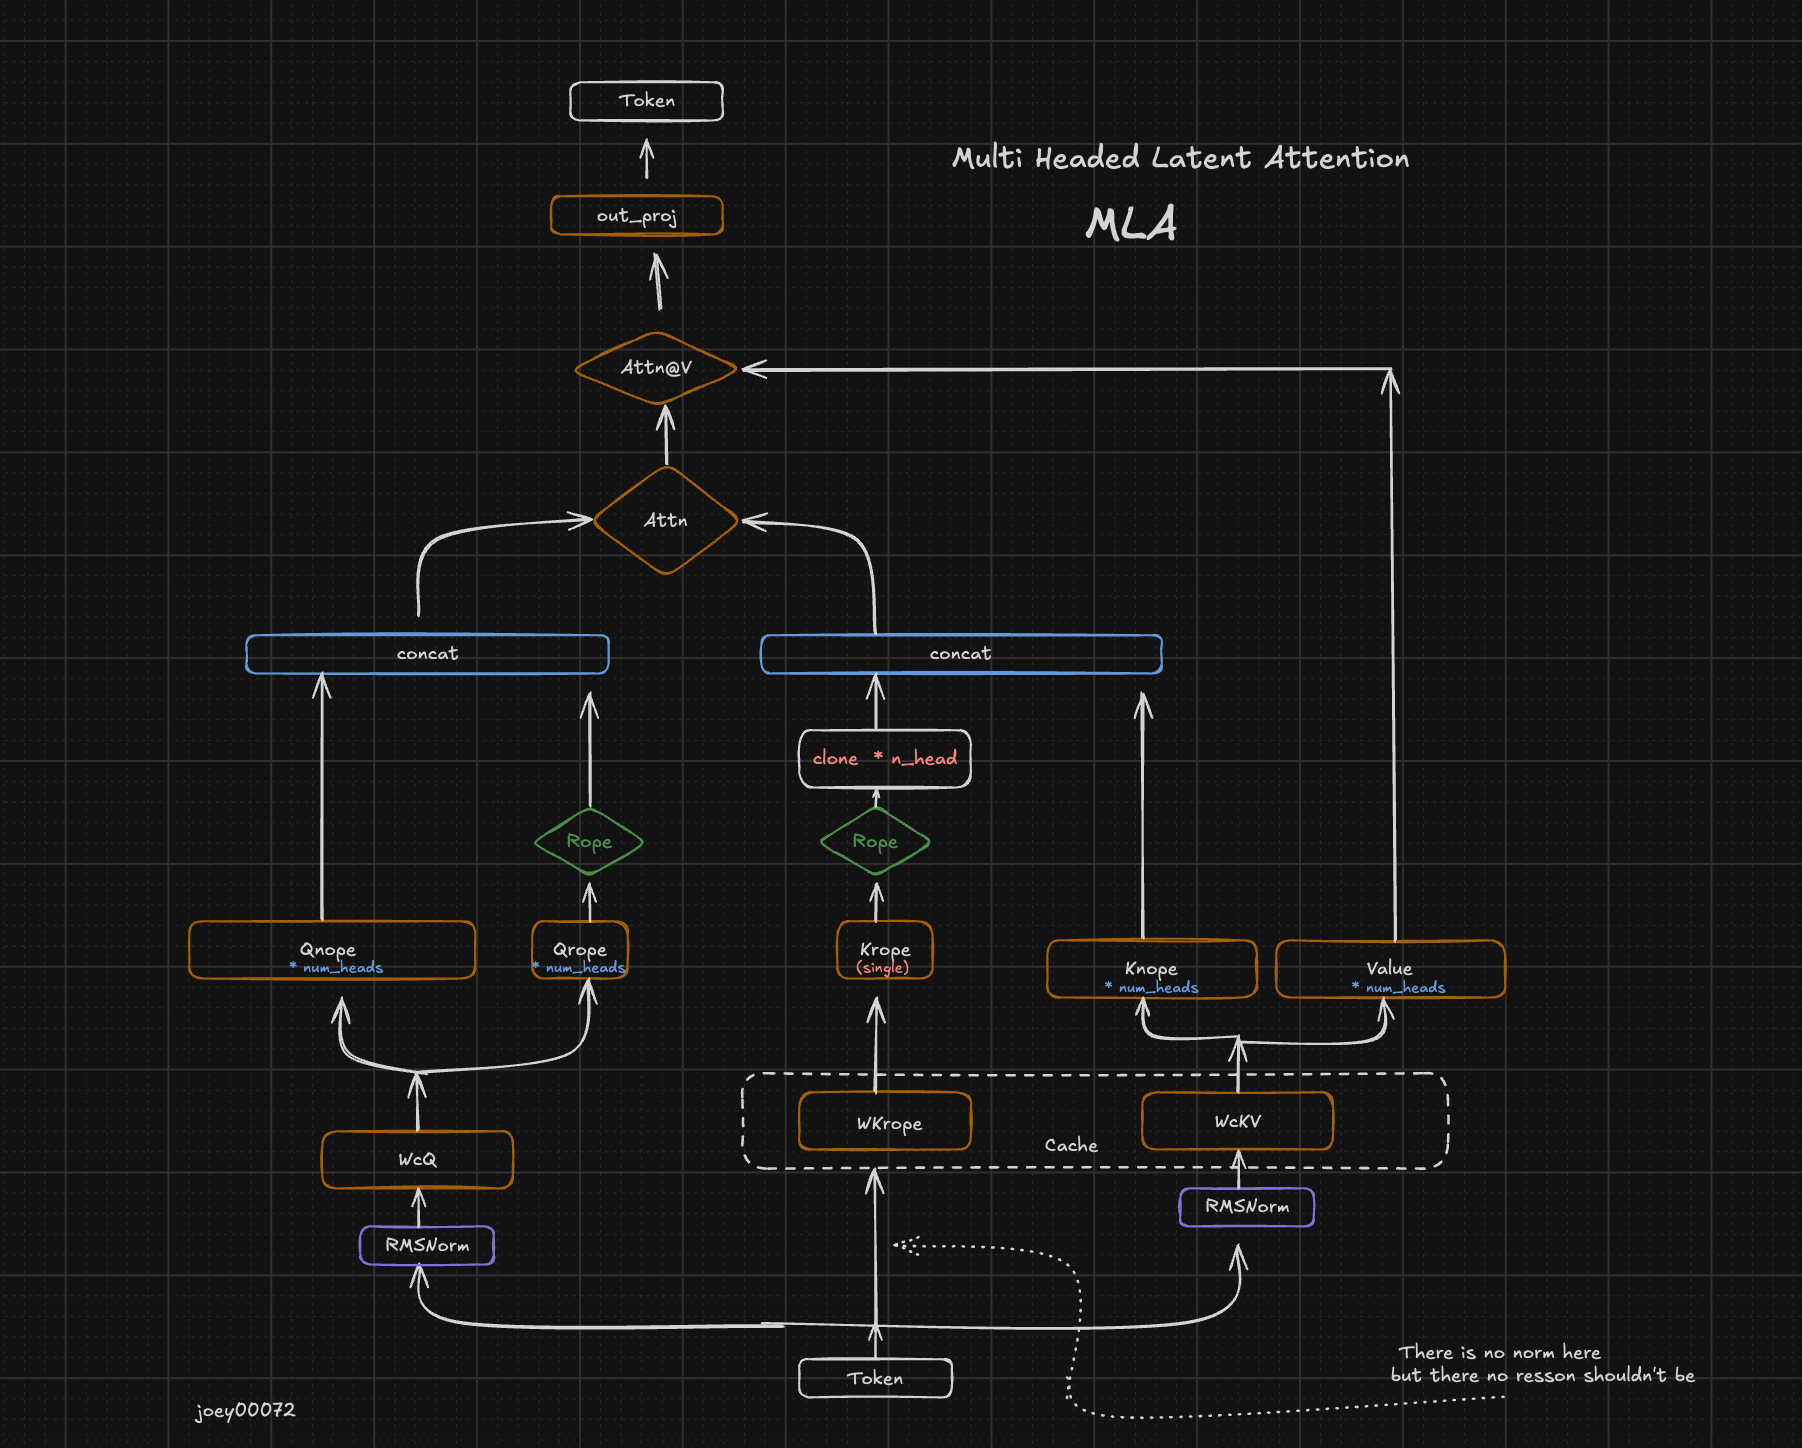 Token
Multi Headed Latent Attention
out_proj
MLA
Attn@V
Attn
concat
concat
clone * n_head
Rope
Rope
Qnope
* num_heads
Qrope
* num_heads
Krope
(single)
Knope
* num_heads
Value
* num_heads
WKrope
WcKV
Cache
WcQ
RMSNorm
RMSNorm
There is no norm here
but there no resson shouldn't be
Token
joey00072